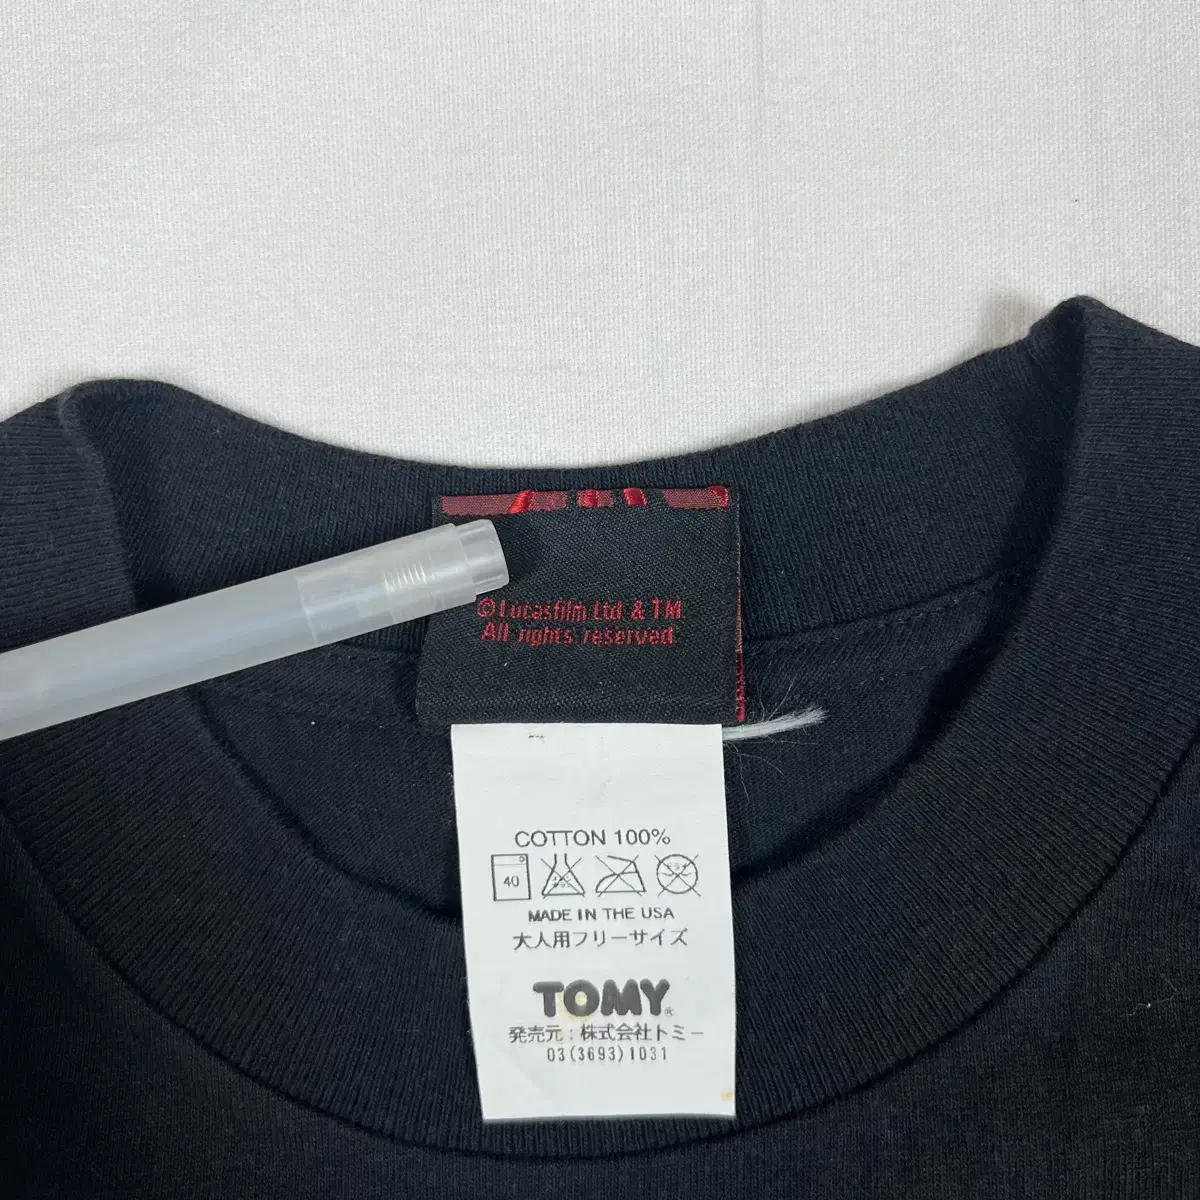 ©Lucasfilm Ltd & TM
All rights reserved.
COTTON 100%
40
MADE IN THE USA
大人用フリーサイズ
TOMY®
発売元:株式会社トミー
03(3693)1031